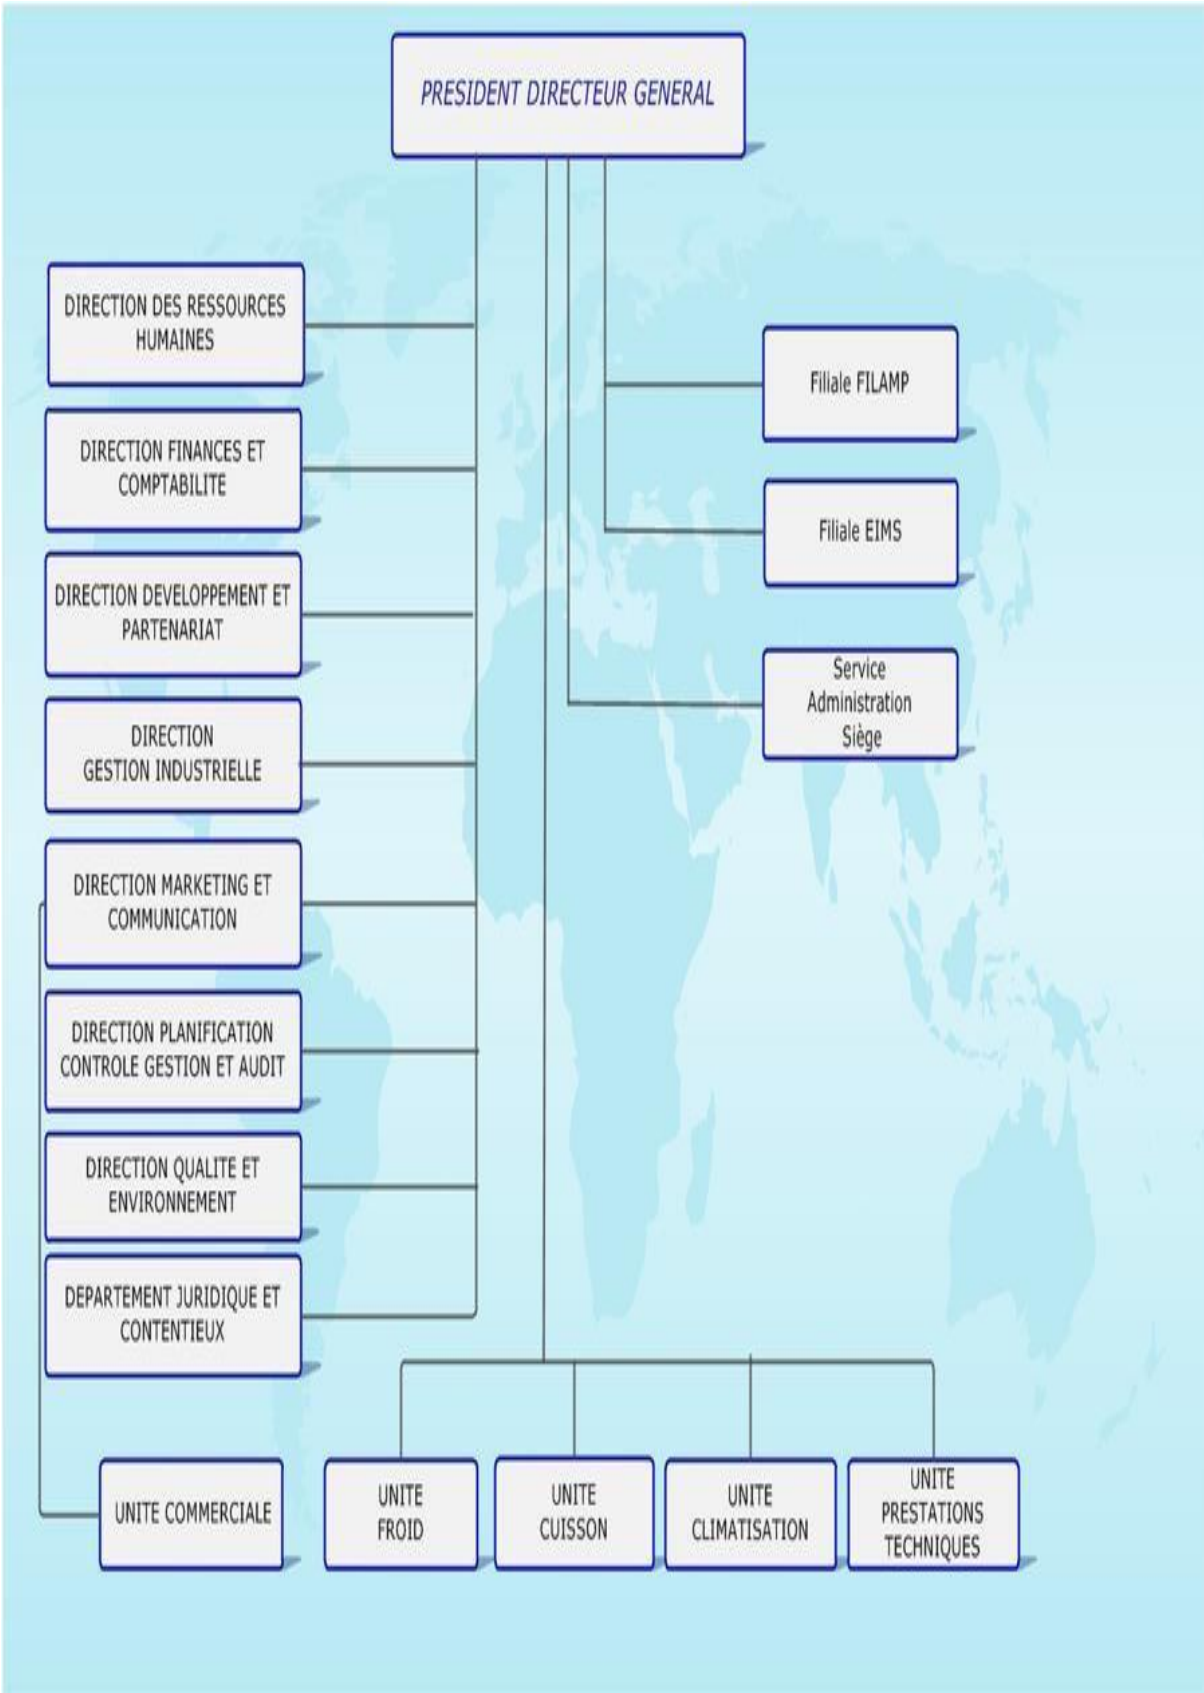 PRESIDENT DIRECTEUR GENERAL
DIRECTION DES RESSOURCES
HUMAINES
DIRECTION FINANCES ET
COMPTABILITE
DIRECTION DEVELOPPEMENT ET
PARTENARIAT
DIRECTION
GESTION INDUSTRIELLE
DIRECTION MARKETING ET
COMMUNICATION
DIRECTION PLANIFICATION
CONTROLE GESTION ET AUDIT
DIRECTION QUALITE ET
ENVIRONNEMENT
DEPARTEMENT JURIDIQUE ET
CONTENTIEUX
Filiale FILAMP
Filiale EIMS
Service
Administration
Siège
UNITE COMMERCIALE
UNITE
FROID
UNITE
CUISSON
UNITE
CLIMATISATION
UNITE
PRESTATIONS
TECHNIQUES